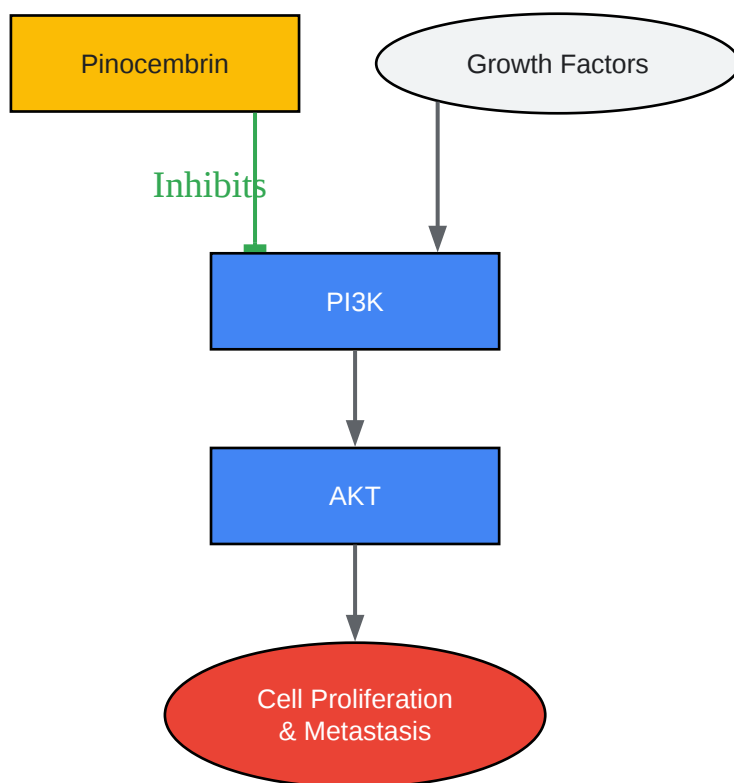 Pinocembrin
Growth Factors
Inhibits
PI3K
AKT
Cell Proliferation
& Metastasis